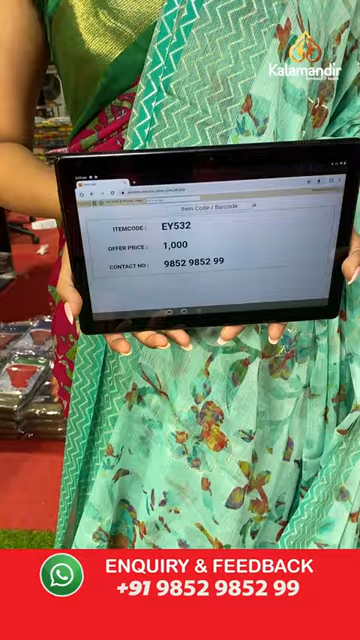 Kalamandir
Item Code / Barcode
ITEMCODE : EY532
OFFER PRICE : 1,000
CONTACT NO : 9852 9852 99
ENQUIRY & FEEDBACK
+91 9852 9852 99